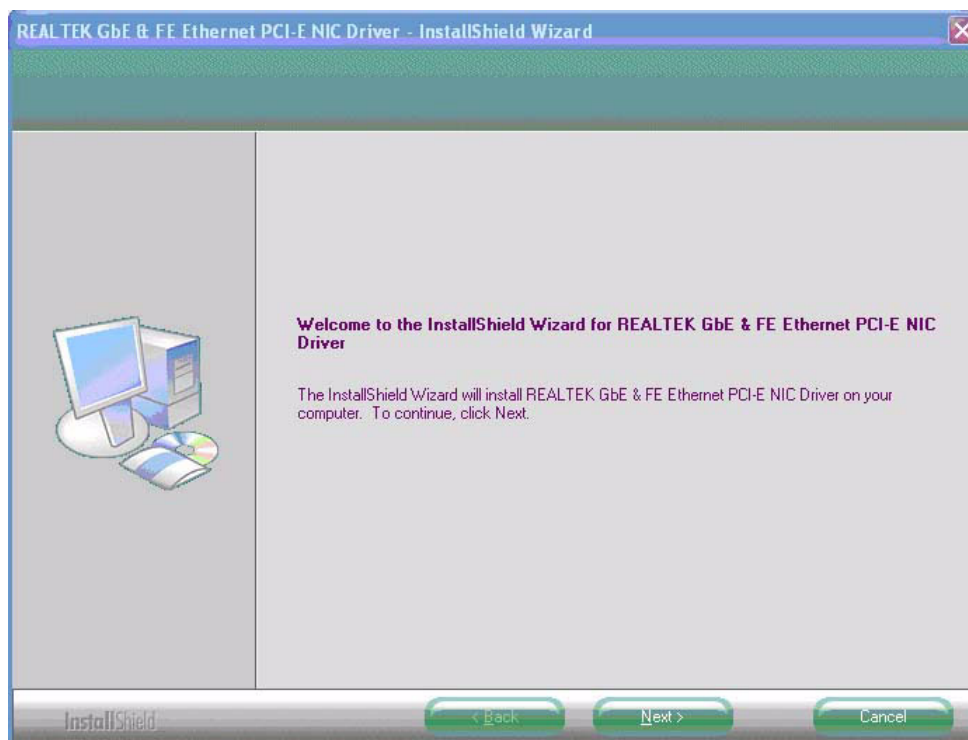 REALTEK GbE & FE Ethernet PCI-E NIC Driver - InstallShield Wizard
Welcome to the InstallShield Wizard for REALTEK GbE & FE Ethernet PCI-E NIC
Driver
The InstallShield Wizard will install REALTEK GbE & FE Ethernet PCI-E NIC Driver on your
computer. To continue, click Next.
InstallShield
< Back
Next >
Cancel